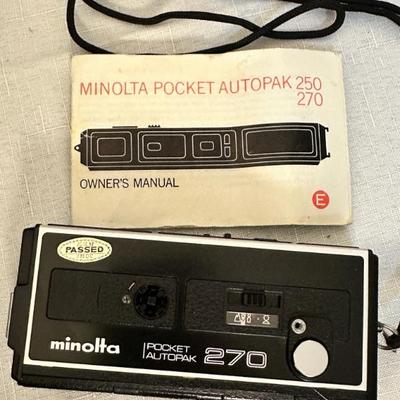 MINOLTA POCKET AUTOPAK 250
270
OWNER'S MANUAL
E
PASSED
minolta
POCKET
AUTOPAK 270